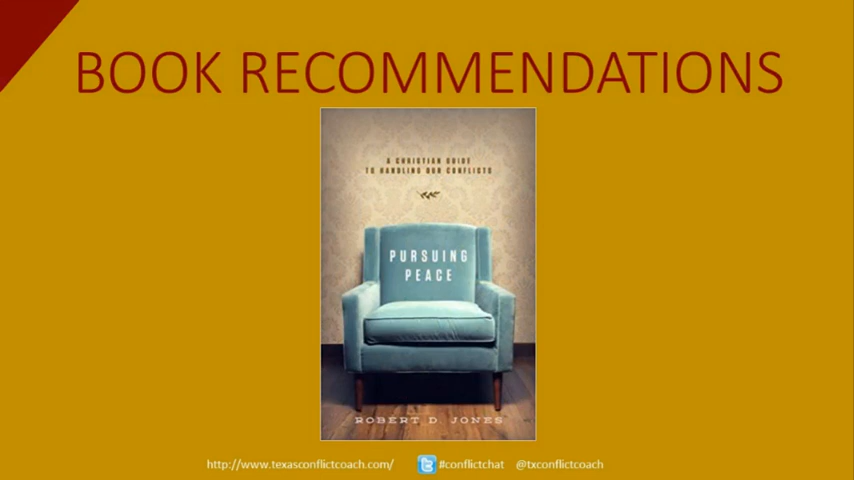 BOOK RECOMMENDATIONS
A CHRISTIAN GUIDE
TO HANDLING OUR CONFLICTS
PURSUING
PEACE
ROBERT D. JONES
http://www.texasconflictcoach.com/ #conflictchat @txconflictcoach